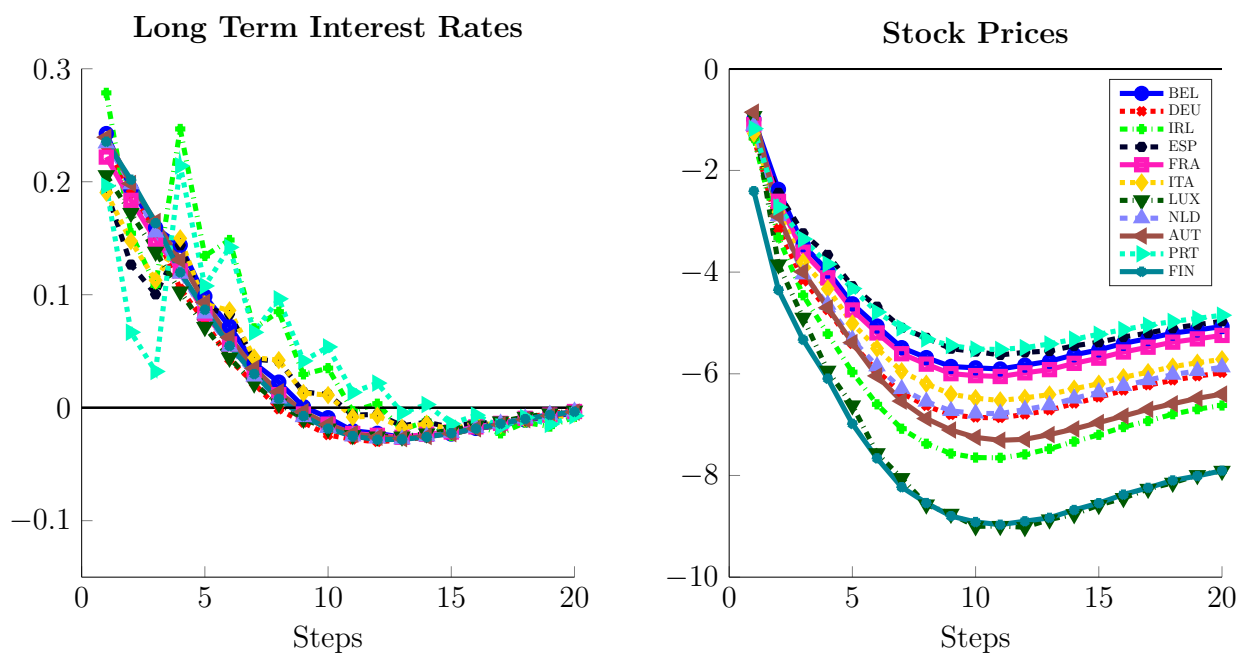 Long Term Interest Rates
0.3
0.2
0.1
0
−0.1
0
5
10
15
20
Steps
Stock Prices
0
−2
−4
−6
−8
−10
0
5
10
15
20
Steps
BEL
DEU
IRL
ESP
FRA
ITA
LUX
NLD
AUT
PRT
FIN